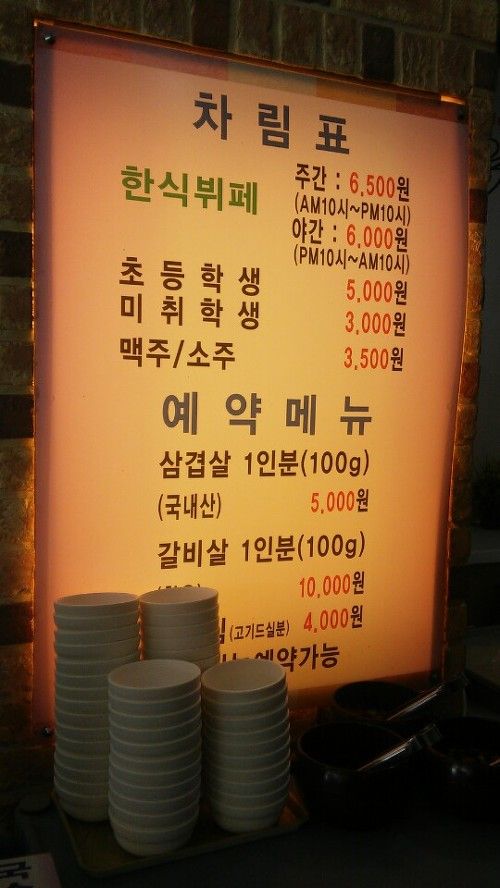 차림표
한식뷔페 주간 : 6,500원
(AM10시~PM10시)
야간 : 6,000원
(PM10시~AM10시)
초등학생 5,000원
미취학생 3,000원
맥주/소주 3,500원
예약메뉴
삼겹살 1인분(100g)
(국내산) 5,000원
갈비살 1인분(100g)
10,000원
(고기드실분) 4,000원
예약가능